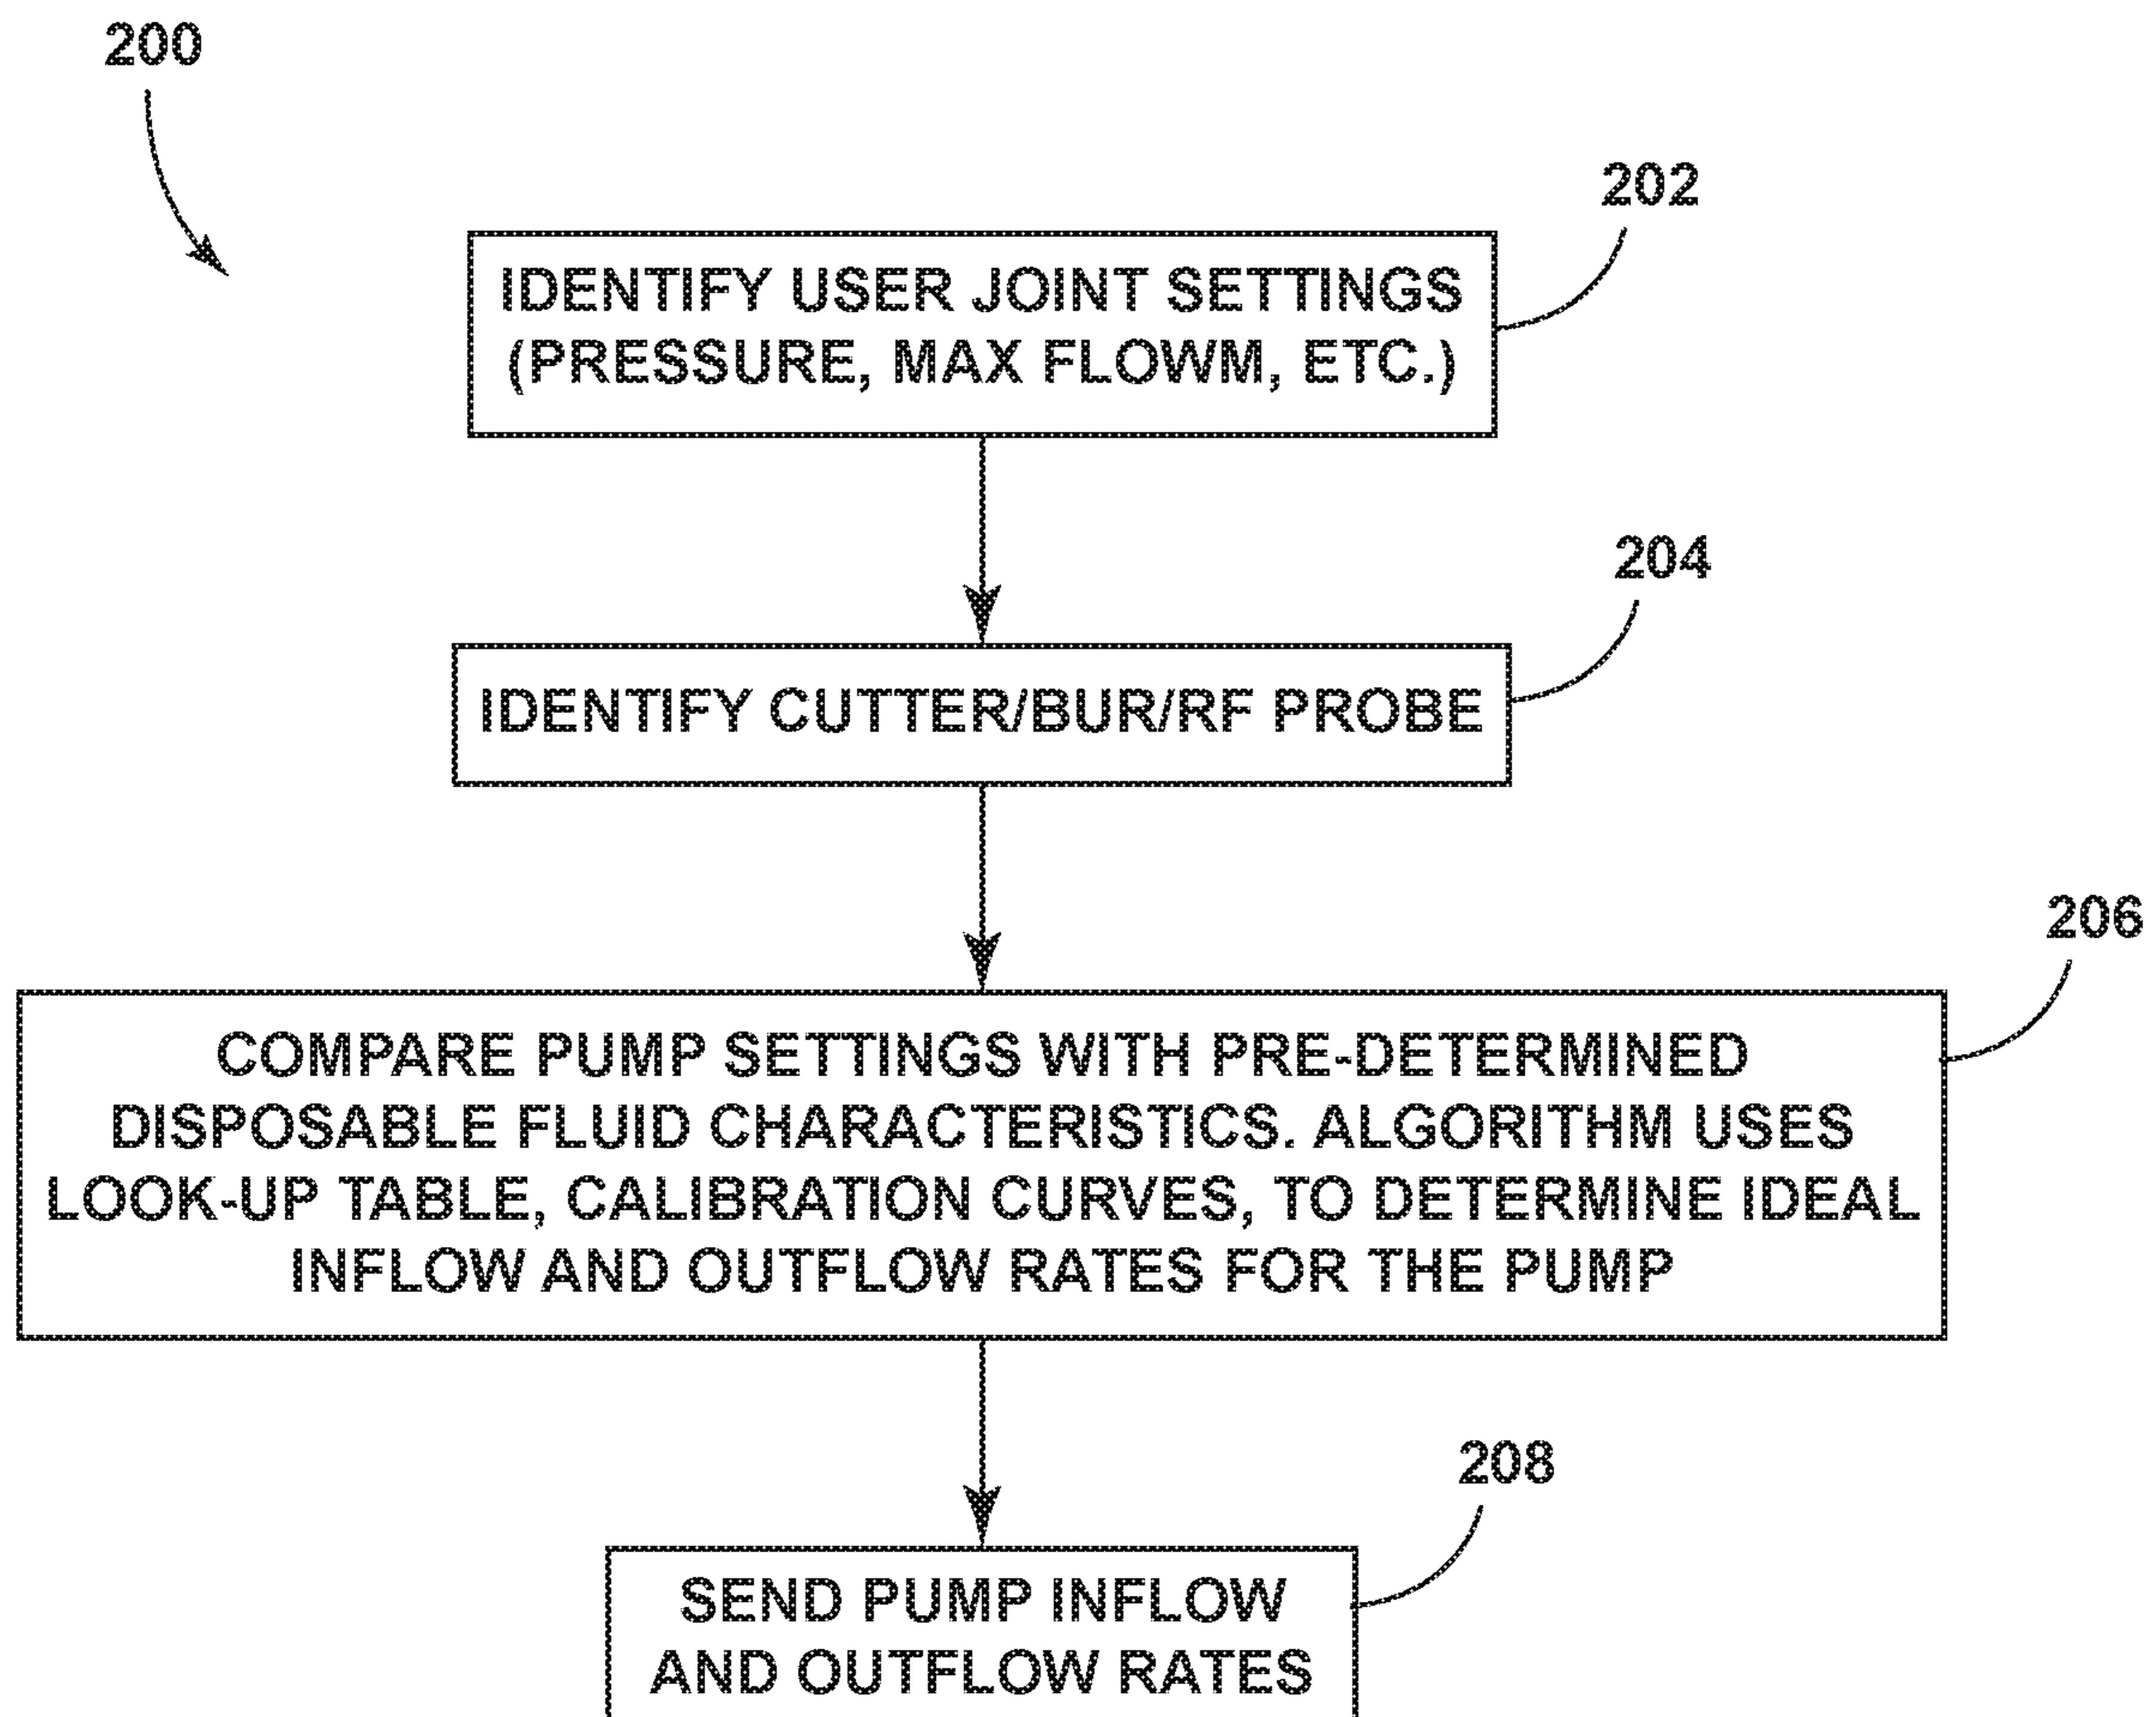 200
202
IDENTIFY USER JOINT SETTINGS
(PRESSURE, MAX FLOWM, ETC.)
204
IDENTIFY CUTTER/BUR/RF PROBE
206
COMPARE PUMP SETTINGS WITH PRE-DETERMINED
DISPOSABLE FLUID CHARACTERISTICS. ALGORITHM USES
LOOK-UP TABLE, CALIBRATION CURVES, TO DETERMINE IDEAL
INFLOW AND OUTFLOW RATES FOR THE PUMP
208
SEND PUMP INFLOW
AND OUTFLOW RATES